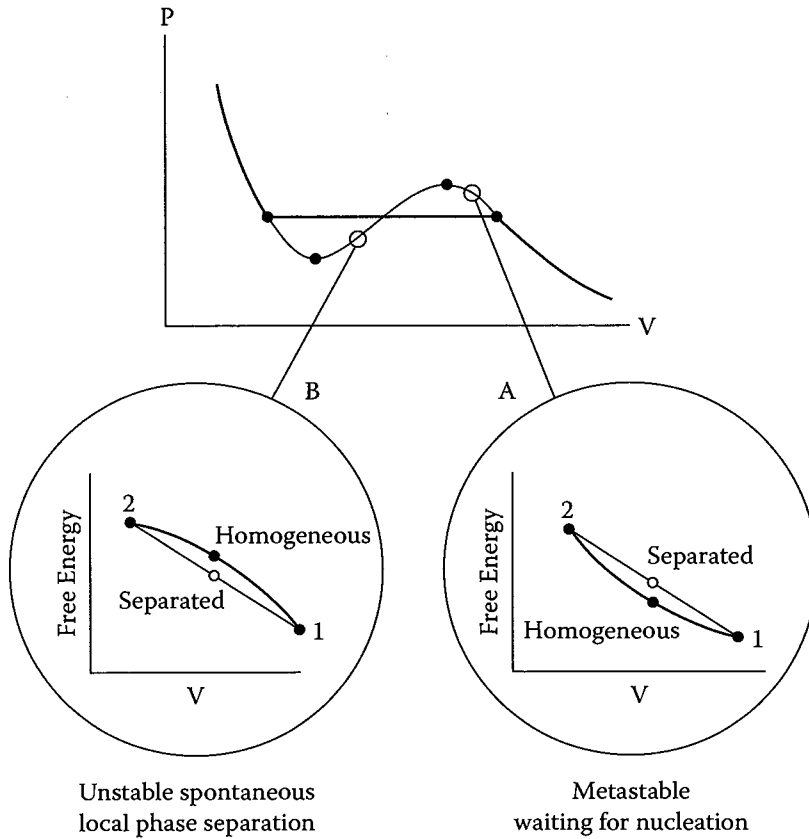 P
V
B
A
2
Homogeneous
Separated
1
Free Energy
V
2
Separated
Homogeneous
1
Free Energy
V
Unstable spontaneous
local phase separation
Metastable
waiting for nucleation